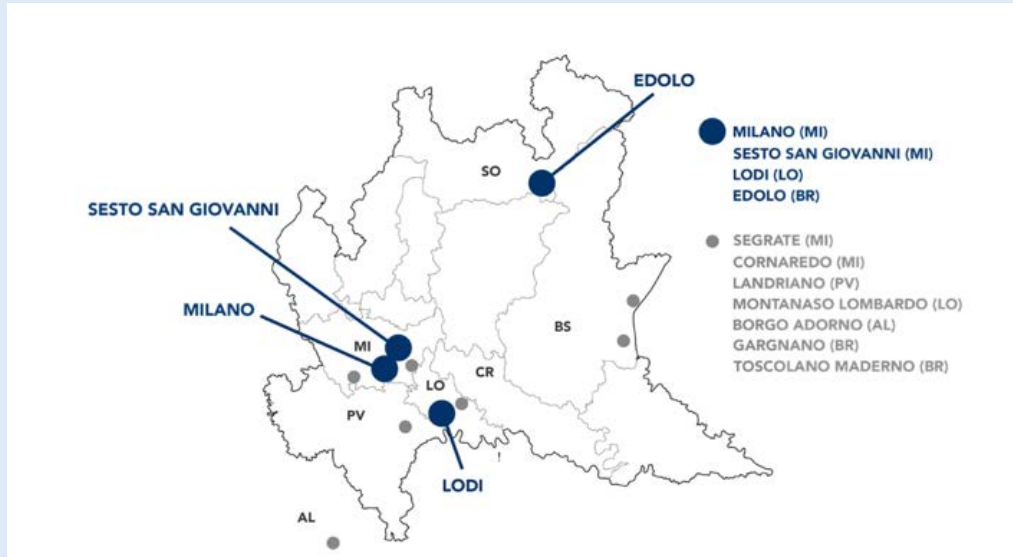 EDOLO
SO
SESTO SAN GIOVANNI
MILANO
MI
BS
LO
CR
PV
LODI
AL
MILANO (MI)
SESTO SAN GIOVANNI (MI)
LODI (LO)
EDOLO (BR)
SEGRATE (MI)
CORNAREDO (MI)
LANDRIANO (PV)
MONTANASO LOMBARDO (LO)
BORGO ADORNO (AL)
GARGNANO (BR)
TOSCOLANO MADERNO (BR)